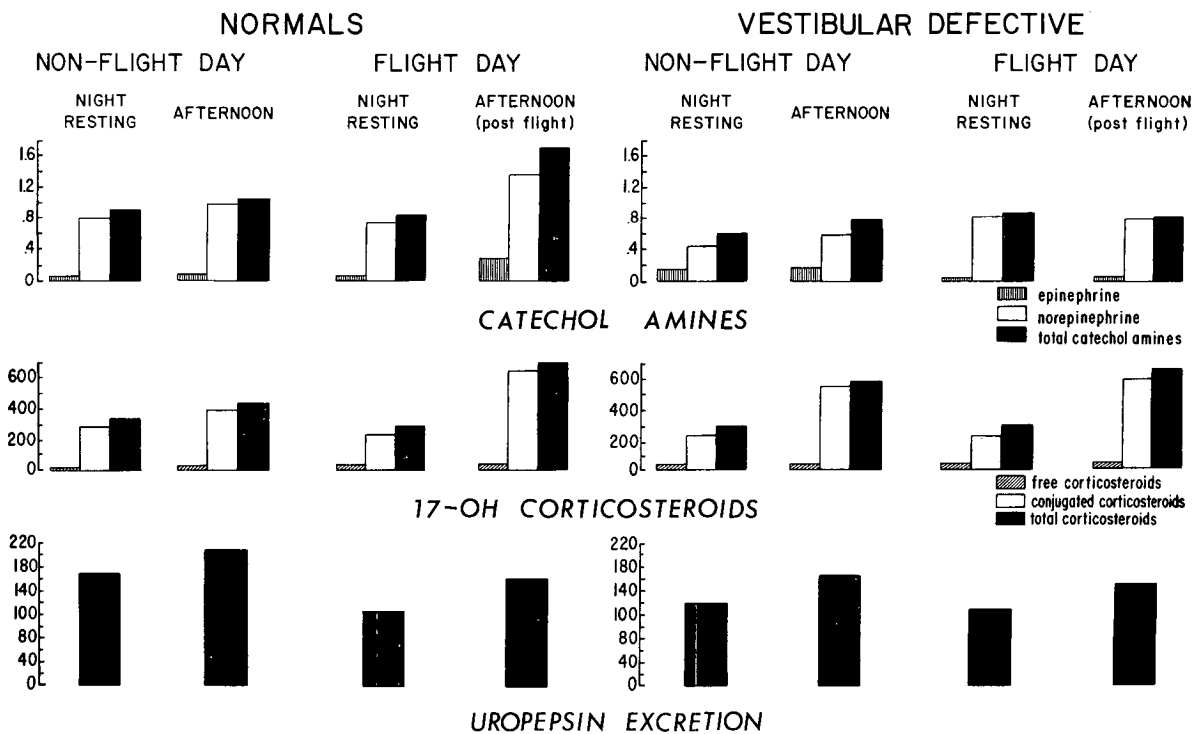 NORMALS VESTIBULAR DEFECTIVE
NON-FLIGHT DAY FLIGHT DAY NON-FLIGHT DAY FLIGHT DAY
NIGHT RESTING AFTERNOON NIGHT RESTING AFTERNOON (post flight) NIGHT RESTING AFTERNOON NIGHT RESTING AFTERNOON (post flight)
1.6 1.6
1.2 1.2
.8 .8
.4 .4
0 0
epinephrine
norepinephrine
total catechol amines
CATECHOL AMINES
600 600
400 400
200 200
0 0
free corticosteroids
conjugated corticosteroids
total corticosteroids
17-OH CORTICOSTEROIDS
220 220
180 180
140 140
100 100
80 80
40 40
0 0
UROPEPSIN EXCRETION